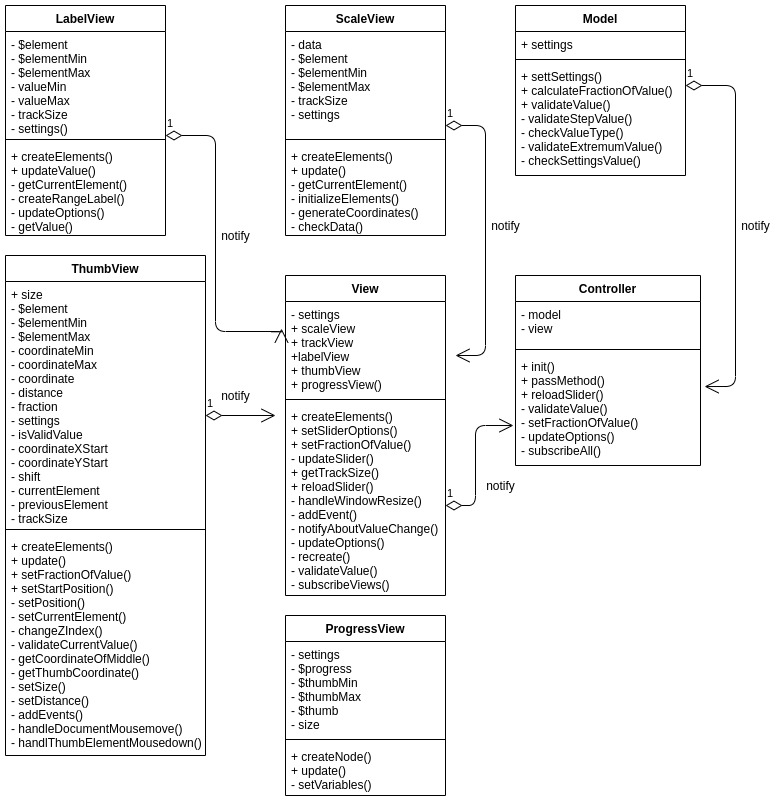 LabelView
- $element
- $elementMin
- $elementMax
- valueMin
- valueMax
- trackSize
- settings()
+ createElements()
+ updateValue()
- getCurrentElement()
- createRangeLabel()
- updateOptions()
- getValue()
1
notify
ScaleView
- data
- $element
- $elementMin
- $elementMax
- trackSize
- settings
+ createElements()
+ update()
- getCurrentElement()
- initializeElements()
- generateCoordinates()
- checkData()
1
notify
Model
+ settings
+ settSettings()
+ calculateFractionOfValue()
+ validateValue()
- validateStepValue()
- checkValueType()
- validateExtremumValue()
- checkSettingsValue()
1
notify
ThumbView
+ size
- $element
- $elementMin
- $elementMax
- coordinateMin
- coordinateMax
- coordinate
- distance
- fraction
- settings
- isValidValue
- coordinateXStart
- coordinateYStart
- shift
- currentElement
- previousElement
- trackSize
+ createElements()
+ update()
+ setFractionOfValue()
+ setStartPosition()
- setPosition()
- setCurrentElement()
- changeZIndex()
- validateCurrentValue()
- getCoordinateOfMiddle()
- getThumbCoordinate()
- setSize()
- setDistance()
- addEvents()
- handleDocumentMousemove()
- handlThumbElementMousedown()
1
notify
View
- settings
+ scaleView
+ trackView
+labelView
+ thumbView
+ progressView()
+ createElements()
+ setSliderOptions()
+ setFractionOfValue()
- updateSlider()
+ getTrackSize()
+ reloadSlider()
- handleWindowResize()
- addEvent()
- notifyAboutValueChange()
- updateOptions()
- recreate()
- validateValue()
- subscribeViews()
1
notify
Controller
- model
- view
+ init()
+ passMethod()
+ reloadSlider()
- validateValue()
- setFractionOfValue()
- updateOptions()
- subscribeAll()
ProgressView
- settings
- $progress
- $thumbMin
- $thumbMax
- $thumb
- size
+ createNode()
+ update()
- setVariables()